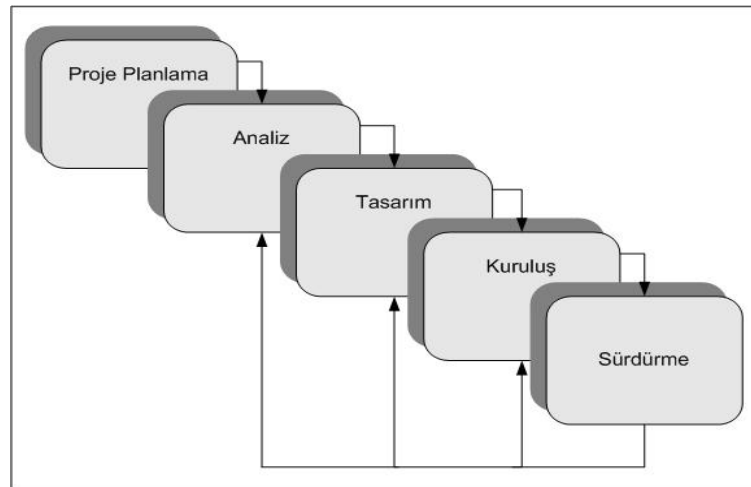 Proje Planlama
Analiz
Tasarım
Kuruluş
Sürdürme